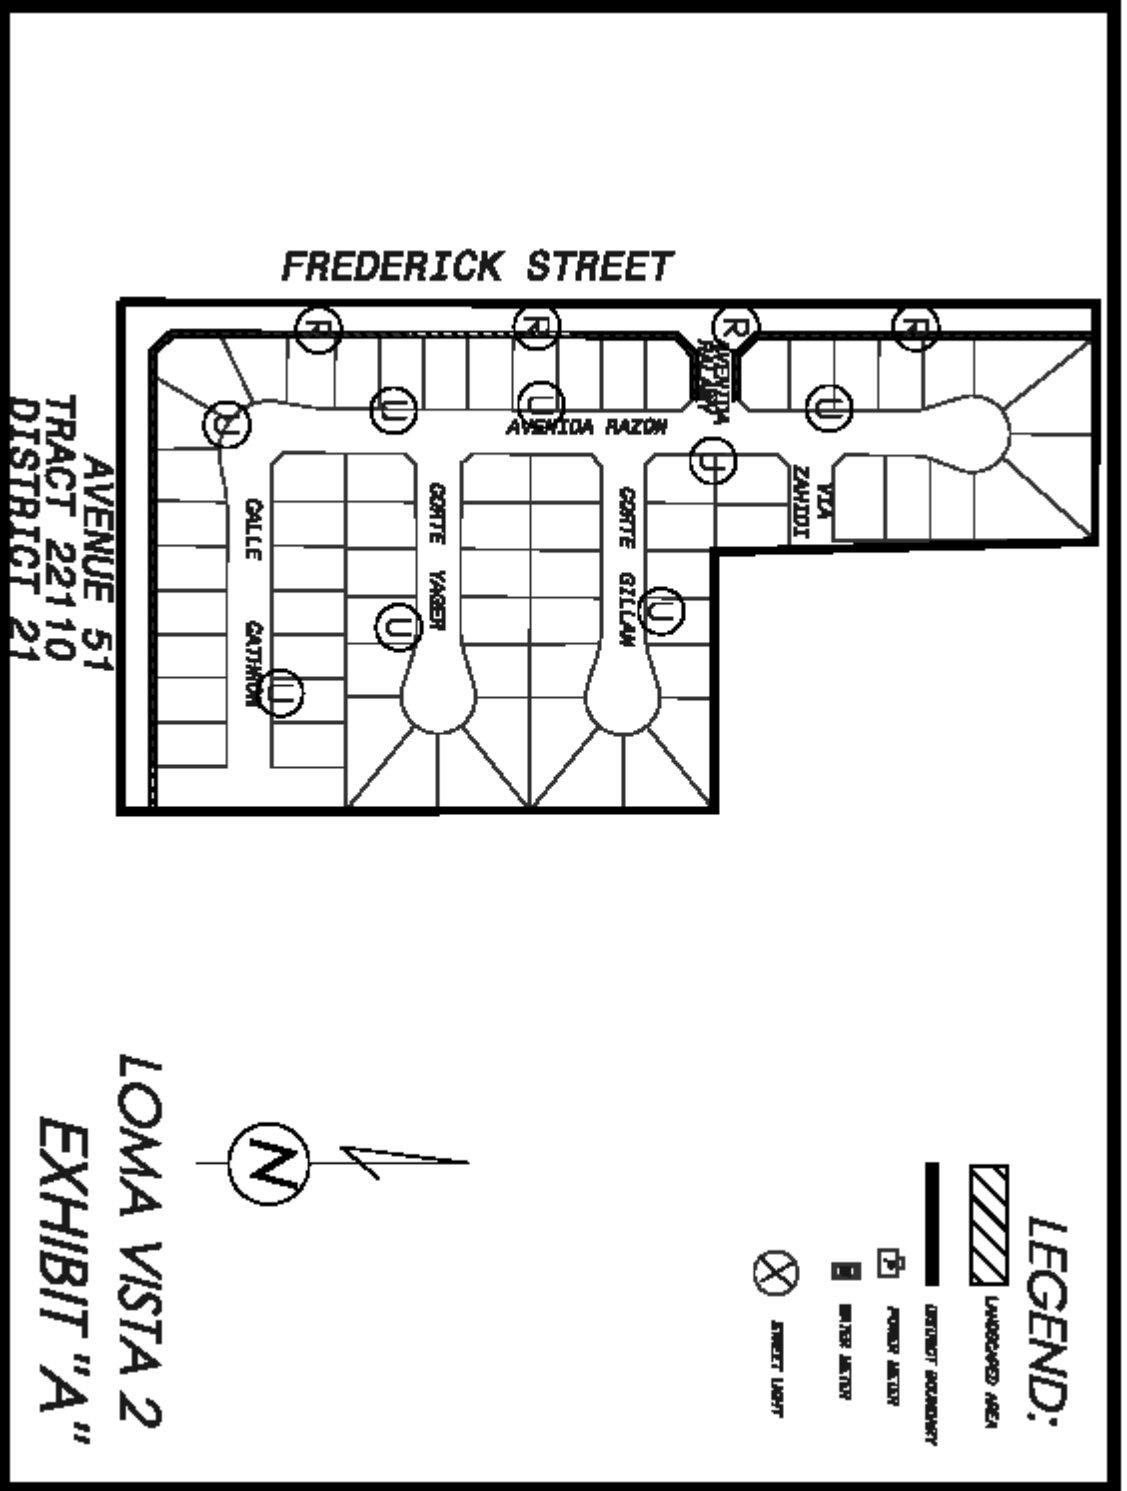 FREDERICK STREET
R
R
R
R
AVENIDA
U
U
U
U
AVENIDA RAZON
U
VIA
ZAHIDI
CORTE GILLAN
CORTE YAGER
CALLE
U
U
U
AVENUE 51
TRACT 22110
DISTRICT 21
N
LEGEND:
LANDSCAPED AREA
DISTRICT BOUNDARY
P
POWER METER
WATER METER
STREET LIGHT
LOMA VISTA 2
EXHIBIT "A"